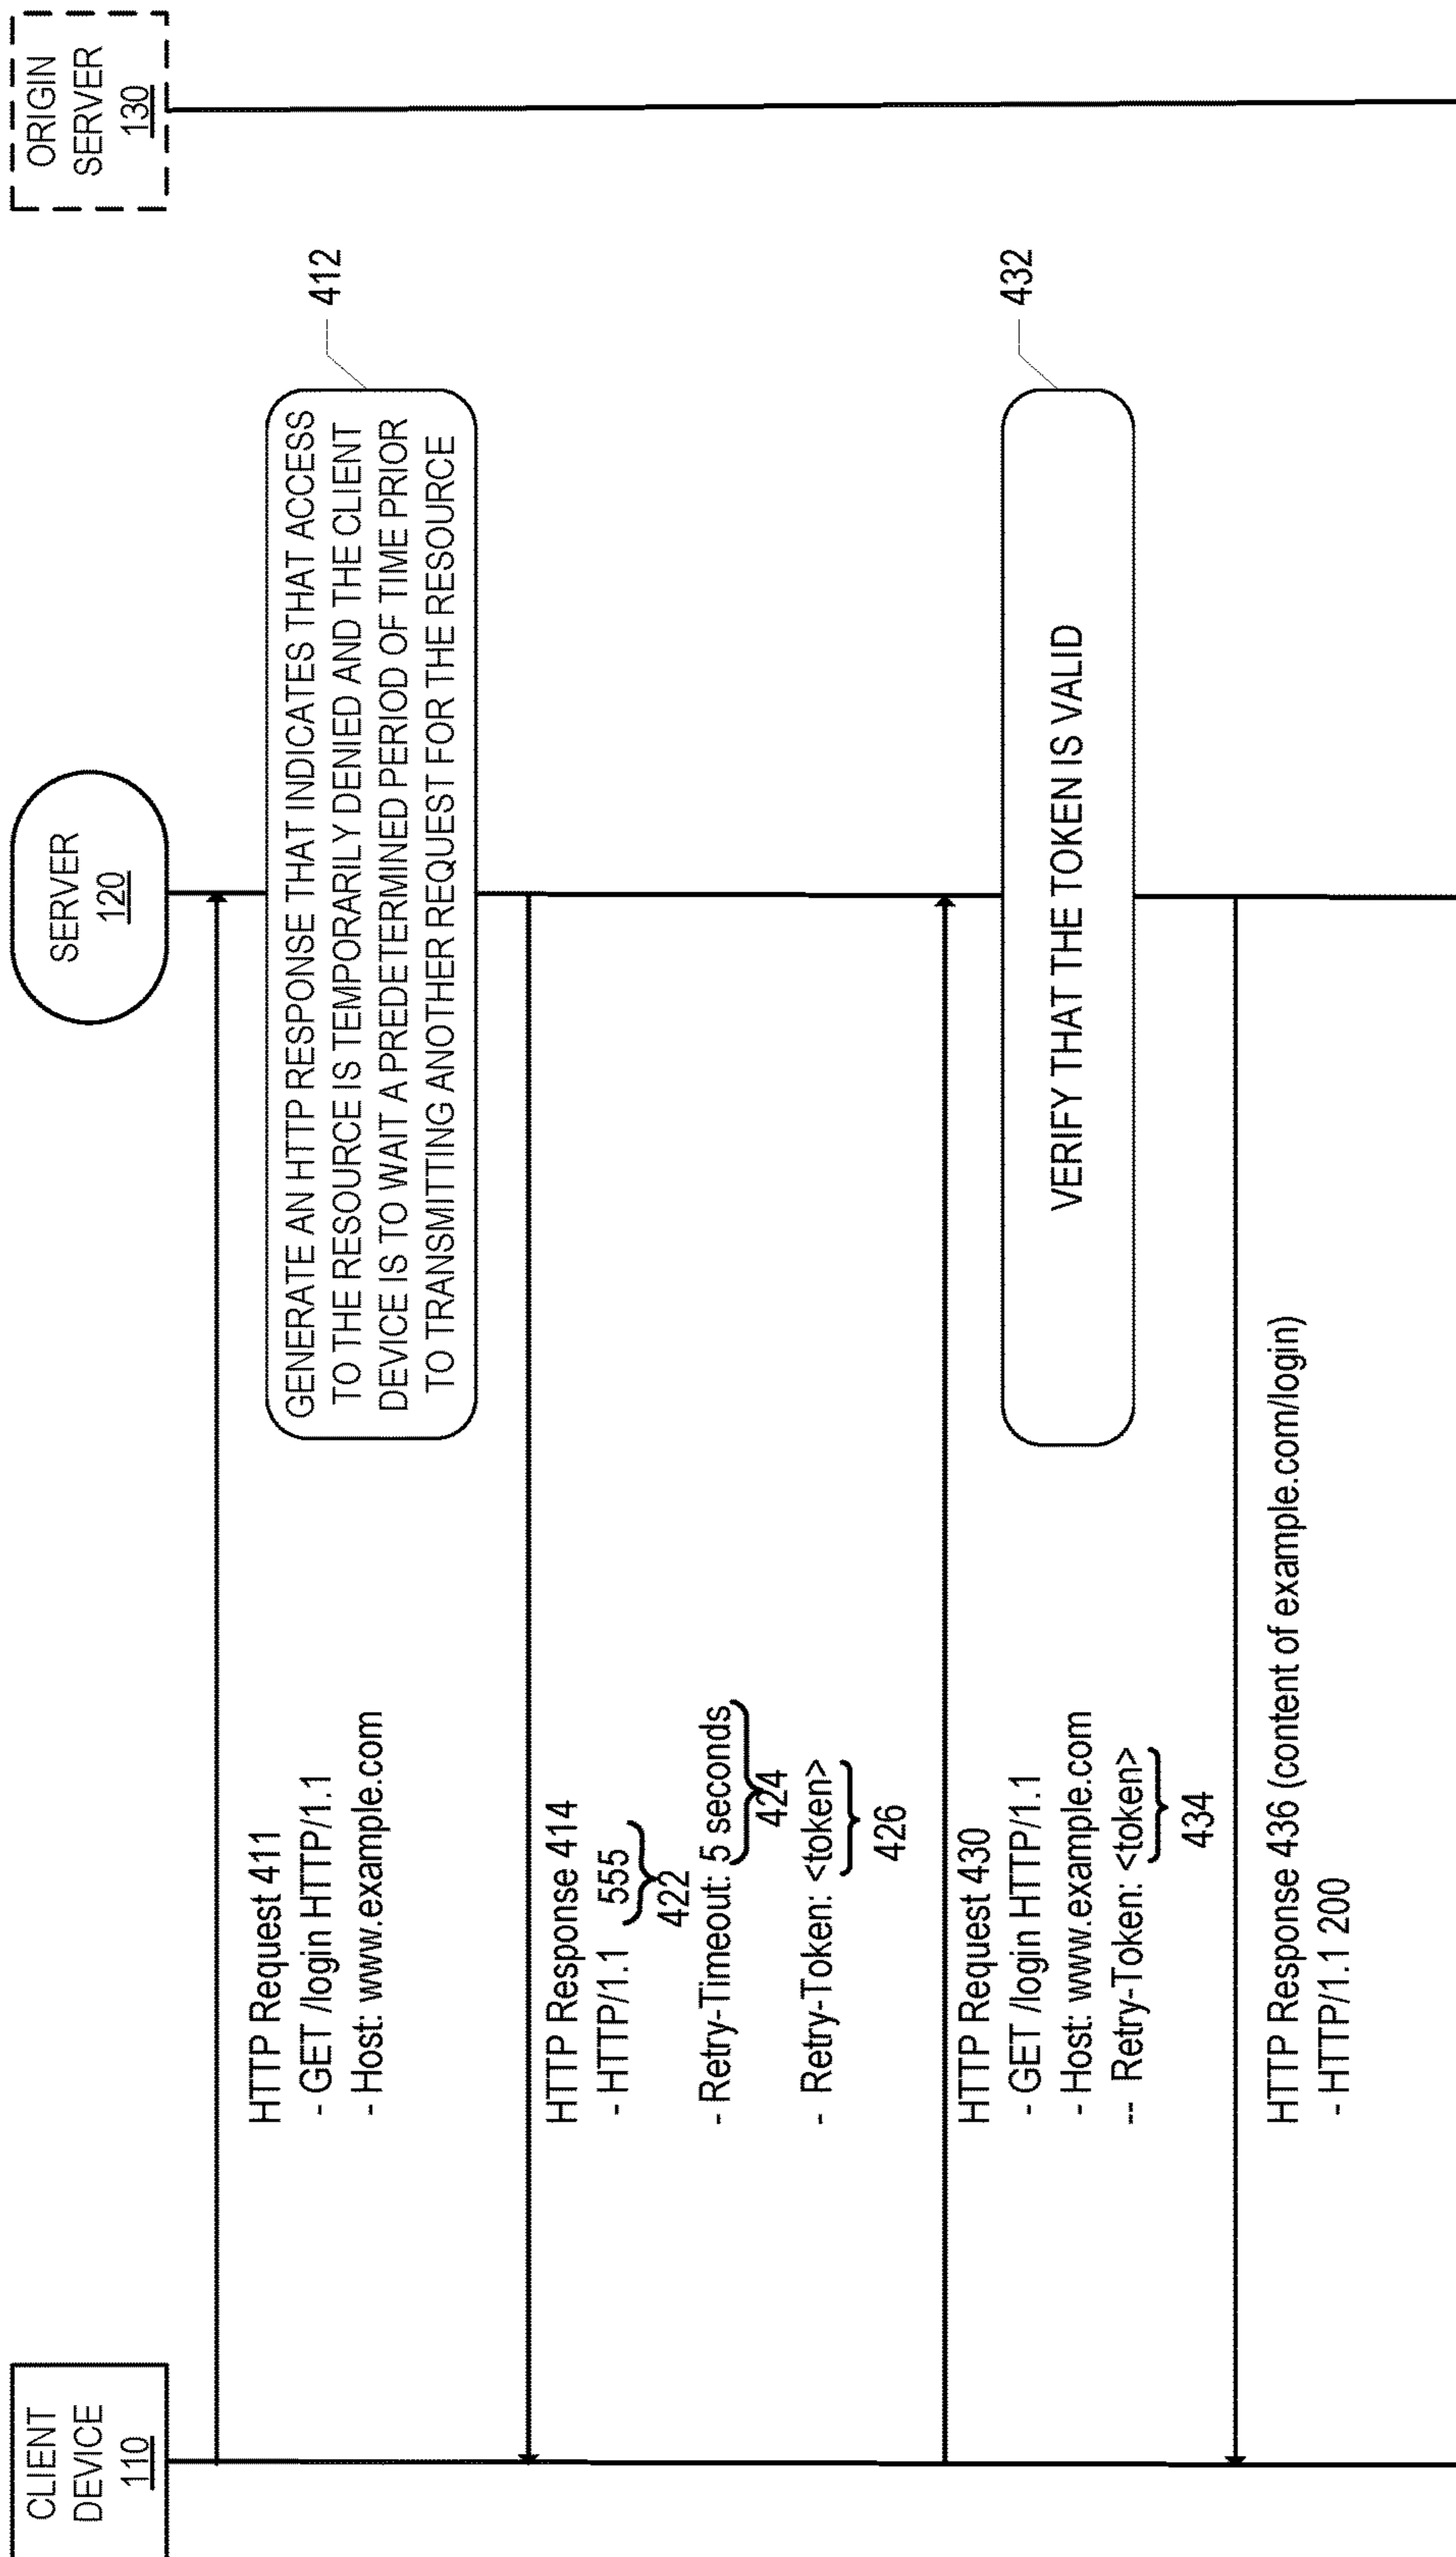 CLIENT
DEVICE
110
SERVER
120
ORIGIN
SERVER
130
HTTP Request 411
- GET /login HTTP/1.1
- Host: www.example.com
GENERATE AN HTTP RESPONSE THAT INDICATES THAT ACCESS
TO THE RESOURCE IS TEMPORARILY DENIED AND THE CLIENT
DEVICE IS TO WAIT A PREDETERMINED PERIOD OF TIME PRIOR
TO TRANSMITTING ANOTHER REQUEST FOR THE RESOURCE
412
HTTP Response 414
- HTTP/1.1 555
422
- Retry-Timeout: 5 seconds
424
- Retry-Token: <token>
426
HTTP Request 430
- GET /login HTTP/1.1
- Host: www.example.com
-- Retry-Token: <token>
434
VERIFY THAT THE TOKEN IS VALID
432
HTTP Response 436 (content of example.com/login)
- HTTP/1.1 200